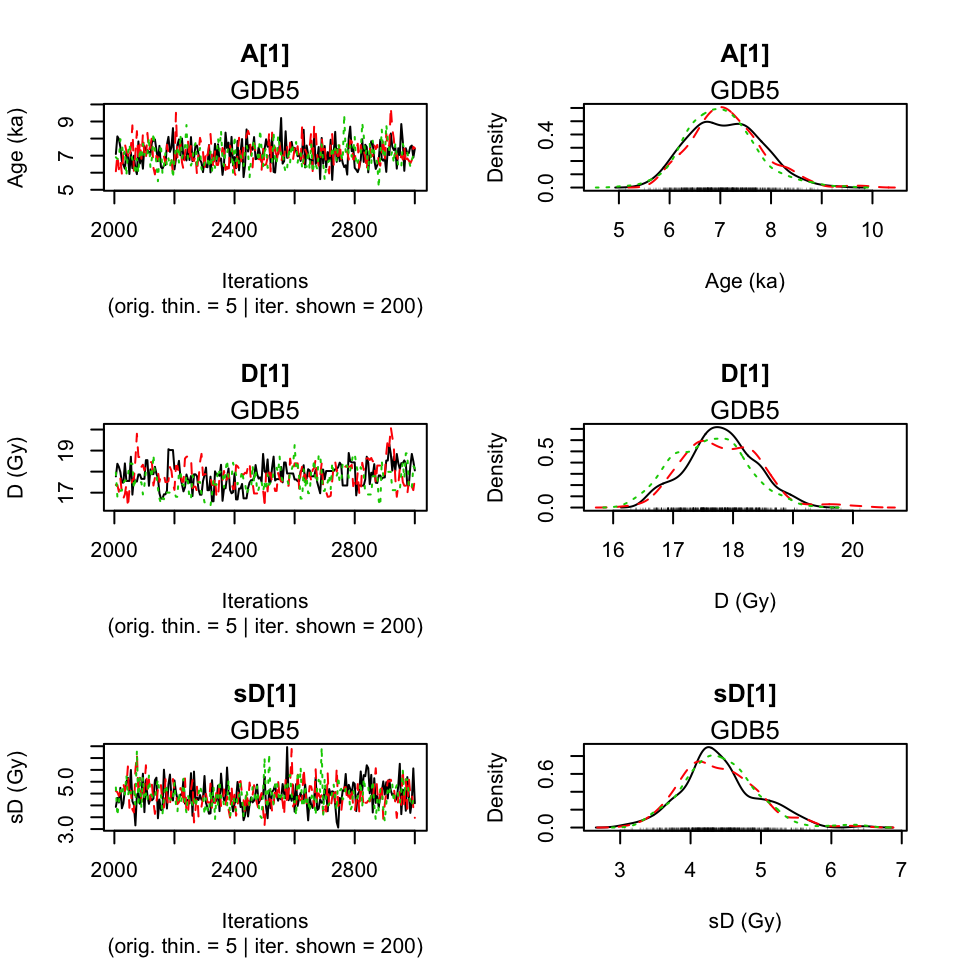 A[1]
GDB5
Age (ka)
5 7 9
2000 2400 2800
Iterations
(orig. thin. = 5 | iter. shown = 200)
A[1]
GDB5
Density
0.0 0.4
5 6 7 8 9 10
Age (ka)
D[1]
GDB5
D (Gy)
17 19
2000 2400 2800
Iterations
(orig. thin. = 5 | iter. shown = 200)
D[1]
GDB5
Density
0.0 0.5
16 17 18 19 20
D (Gy)
sD[1]
GDB5
sD (Gy)
3.0 5.0
2000 2400 2800
Iterations
(orig. thin. = 5 | iter. shown = 200)
sD[1]
GDB5
Density
0.0 0.6
3 4 5 6 7
sD (Gy)